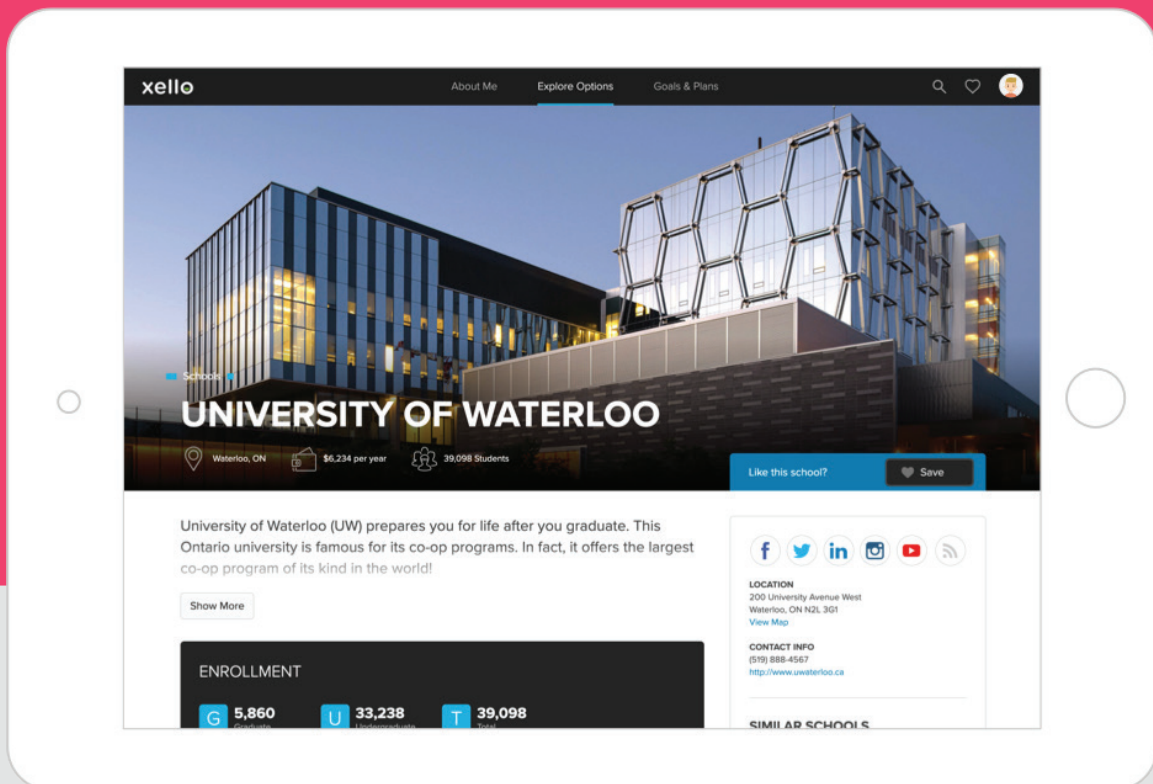 xello
About Me
Explore Options
Goals & Plans
Schools
UNIVERSITY OF WATERLOO
Waterloo, ON
$6,234 per year
39,098 Students
Like this school?
Save
University of Waterloo (UW) prepares you for life after you graduate. This
Ontario university is famous for its co-op programs. In fact, it offers the largest
co-op program of its kind in the world!
Show More
ENROLLMENT
G 5,860
Graduate
U 33,238
Undergraduate
T 39,098
Total
LOCATION
200 University Avenue West
Waterloo, ON N2L 3G1
View Map
CONTACT INFO
(519) 888-4567
http://www.uwaterloo.ca
SIMILAR SCHOOLS